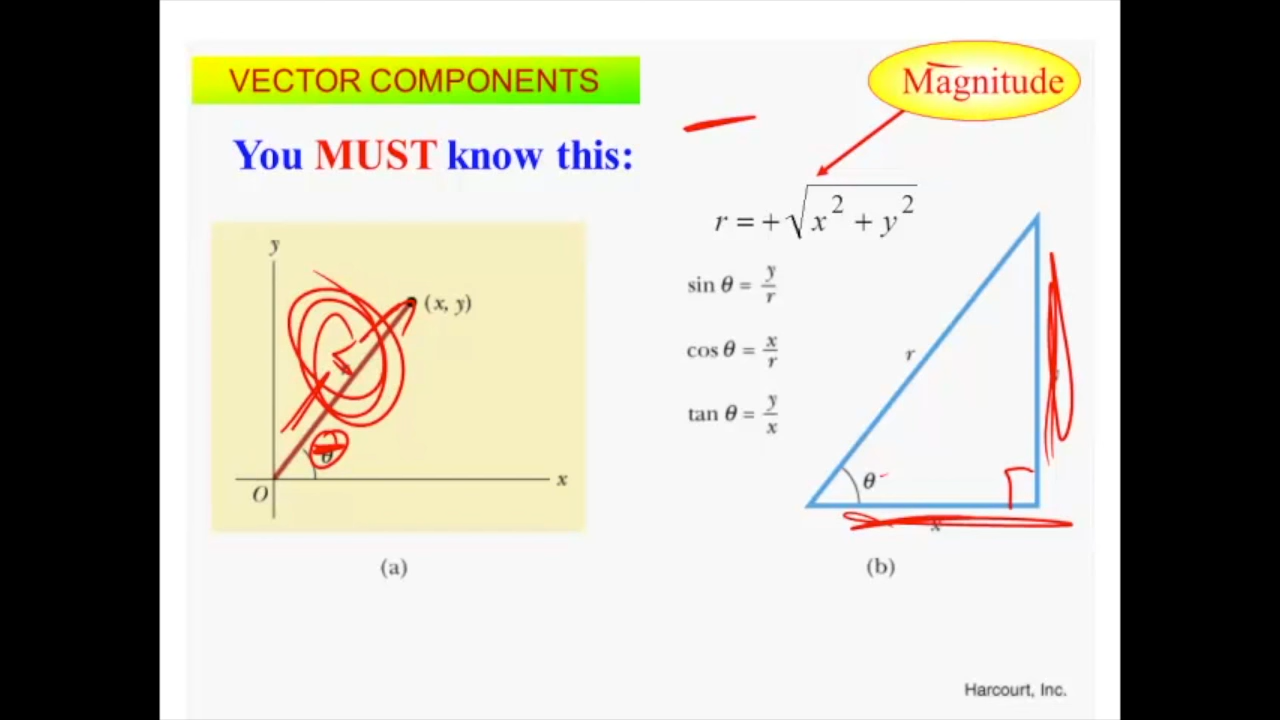 VECTOR COMPONENTS
Magnitude
You MUST know this:
r = +√x² + y²
y
(x, y)
θ
O
x
(a)
sin θ = y/r
cos θ = x/r
tan θ = y/x
r
θ
x
(b)
Harcourt, Inc.